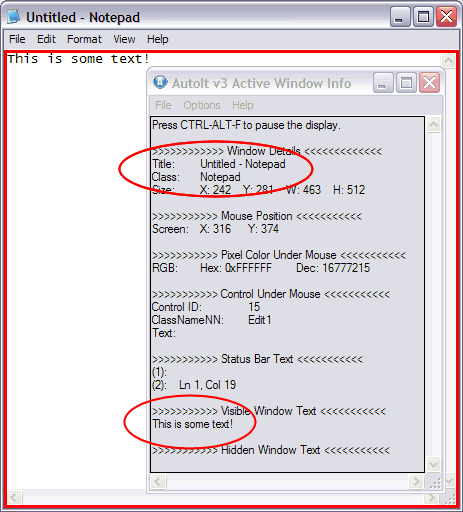 Untitled - Notepad
File Edit Format View Help
This is some text!
AutoIt v3 Active Window Info
File Options Help
Press CTRL-ALT-F to pause the display.
>>>>>>>>>>> Window Details <<<<<<<<<<<<<
Title: Untitled - Notepad
Class: Notepad
Size: X: 242 Y: 281 W: 463 H: 512
>>>>>>>>>>> Mouse Position <<<<<<<<<<<
Screen: X: 316 Y: 374
>>>>>>>>>>> Pixel Color Under Mouse <<<<<<<<<<<
RGB: Hex: 0xFFFFFF Dec: 16777215
>>>>>>>>>>> Control Under Mouse <<<<<<<<<<<
Control ID: 15
ClassNameNN: Edit1
Text:
>>>>>>>>>>> Status Bar Text <<<<<<<<<<<
(1):
(2): Ln 1, Col 19
>>>>>>>>>>> Visible Window Text <<<<<<<<<<<
This is some text!
>>>>>>>>>>> Hidden Window Text <<<<<<<<<<<